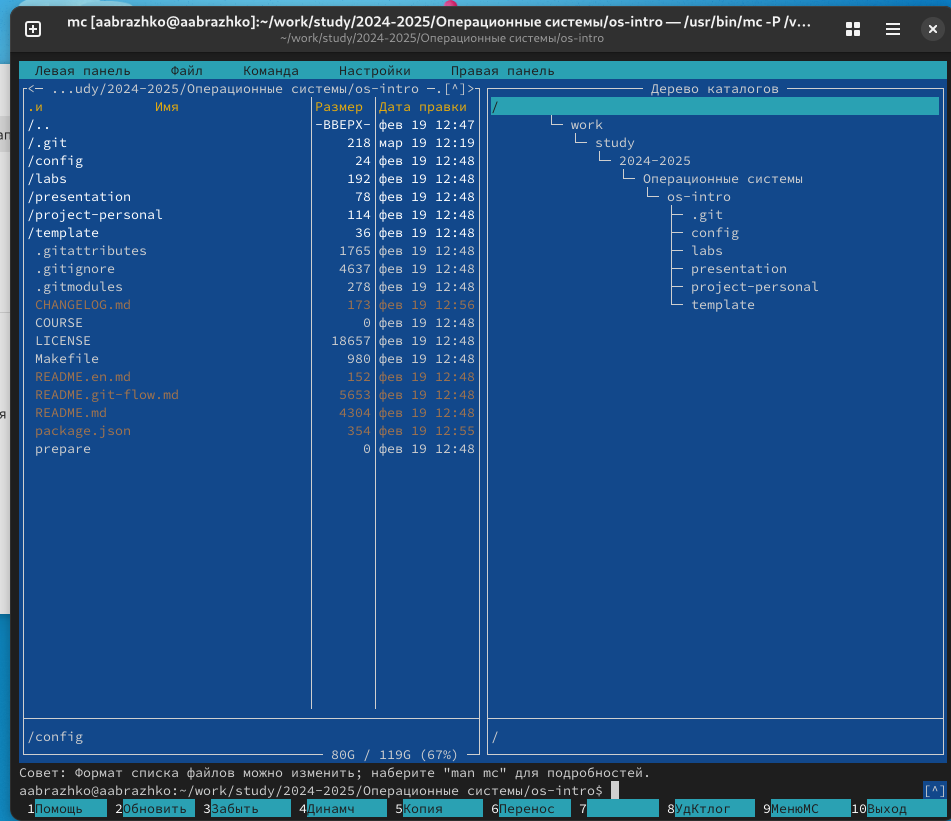 mc [aabrazhko@aabrazhko]:~/work/study/2024-2025/Операционные системы/os-intro — /usr/bin/mc -P /v…
~/work/study/2024-2025/Операционные системы/os-intro
Левая панель Файл Команда Настройки Правая панель
<─ ...udy/2024-2025/Операционные системы/os-intro ─.[^]>
.и Имя Размер Дата правки
/.. -ВВЕРХ- фев 19 12:47
/.git 218 мар 19 12:19
/config 24 фев 19 12:48
/labs 192 фев 19 12:48
/presentation 78 фев 19 12:48
/project-personal 114 фев 19 12:48
/template 36 фев 19 12:48
.gitattributes 1765 фев 19 12:48
.gitignore 4637 фев 19 12:48
.gitmodules 278 фев 19 12:48
CHANGELOG.md 173 фев 19 12:56
COURSE 0 фев 19 12:48
LICENSE 18657 фев 19 12:48
Makefile 980 фев 19 12:48
README.en.md 152 фев 19 12:48
README.git-flow.md 5653 фев 19 12:48
README.md 4304 фев 19 12:48
package.json 354 фев 19 12:55
prepare 0 фев 19 12:48
/config
80G / 119G (67%)
Дерево каталогов
/
work
study
2024-2025
Операционные системы
os-intro
.git
config
labs
presentation
project-personal
template
/
Совет: Формат списка файлов можно изменить; наберите "man mc" для подробностей.
aabrazhko@aabrazhko:~/work/study/2024-2025/Операционные системы/os-intro$ [^]
1Помощь 2Обновить 3Забыть 4Динамч 5Копия 6Перенос 7 8УдКтлог 9МенюМС 10Выход